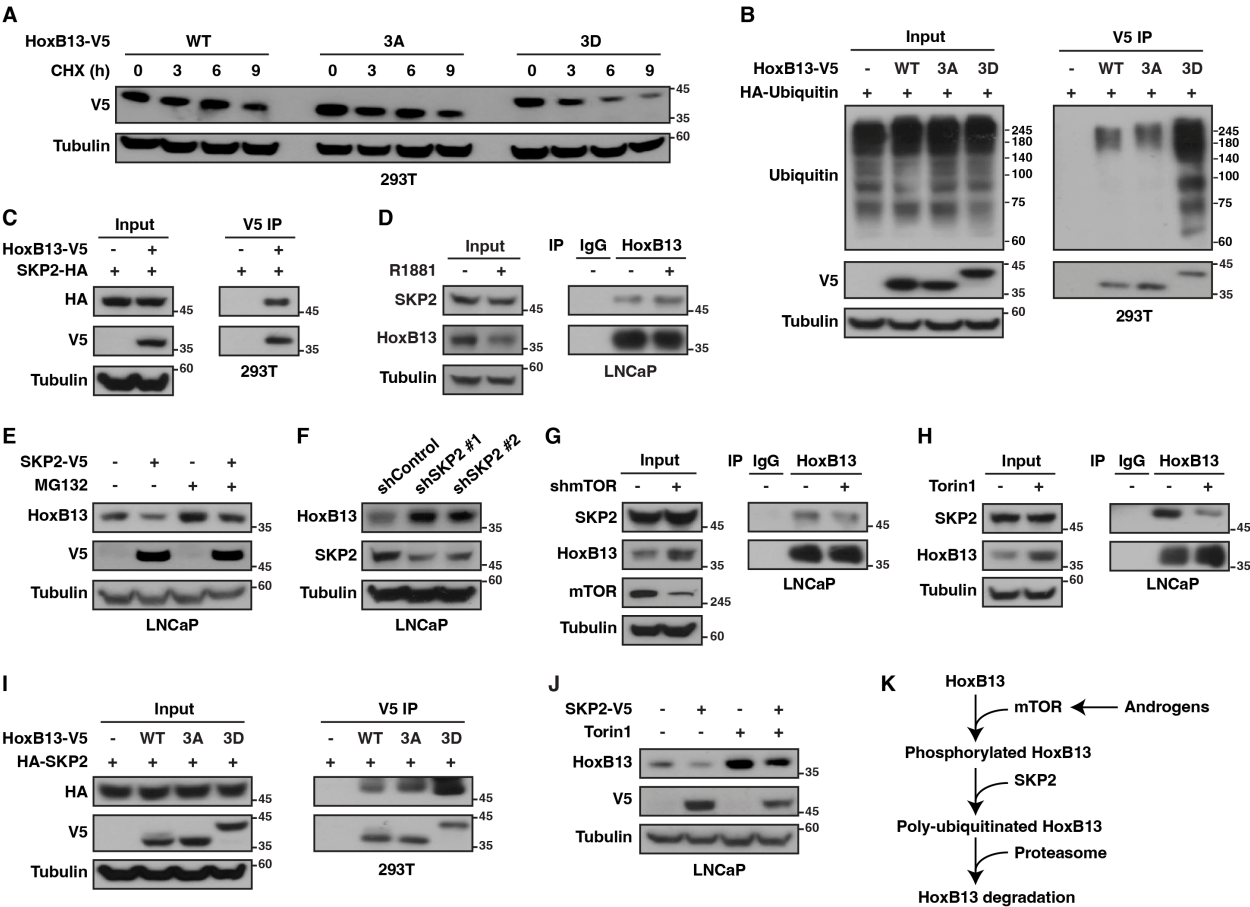 A
HoxB13-V5 WT 3A 3D
CHX (h) 0 3 6 9 0 3 6 9 0 3 6 9
V5 45 35
Tubulin 60
293T
B
Input V5 IP
HoxB13-V5 - WT 3A 3D - WT 3A 3D
HA-Ubiquitin + + + + + + + +
Ubiquitin 245 180 140 100 75 60 245 180 140 100 75 60
V5 45 35 45 35
Tubulin 60
293T
C
Input V5 IP
HoxB13-V5 - + - +
SKP2-HA + + + +
HA 45 45
V5 35 35
Tubulin 60
293T
D
Input IP IgG HoxB13
R1881 - + - - +
SKP2 45
HoxB13 35 35
Tubulin 60
LNCaP
E
SKP2-V5 - + - +
MG132 - - + +
HoxB13 35
V5 45
Tubulin 60
LNCaP
F
shControl shSKP2 #1 shSKP2 #2
HoxB13 35
SKP2 45
Tubulin 60
LNCaP
G
Input IP IgG HoxB13
shmTOR - + - - +
SKP2 45 45
HoxB13 35 35
mTOR 245
Tubulin 60
LNCaP
H
Input IP IgG HoxB13
Torin1 - + - - +
SKP2 45 45
HoxB13 35 35
Tubulin 60
LNCaP
I
Input V5 IP
HoxB13-V5 - WT 3A 3D - WT 3A 3D
HA-SKP2 + + + + + + + +
HA 45 45
V5 45 35 45 35
Tubulin 60
293T
J
SKP2-V5 - + - +
Torin1 - - + +
HoxB13 35
V5 45
Tubulin 60
LNCaP
K
HoxB13
mTOR Androgens
Phosphorylated HoxB13
SKP2
Poly-ubiquitinated HoxB13
Proteasome
HoxB13 degradation